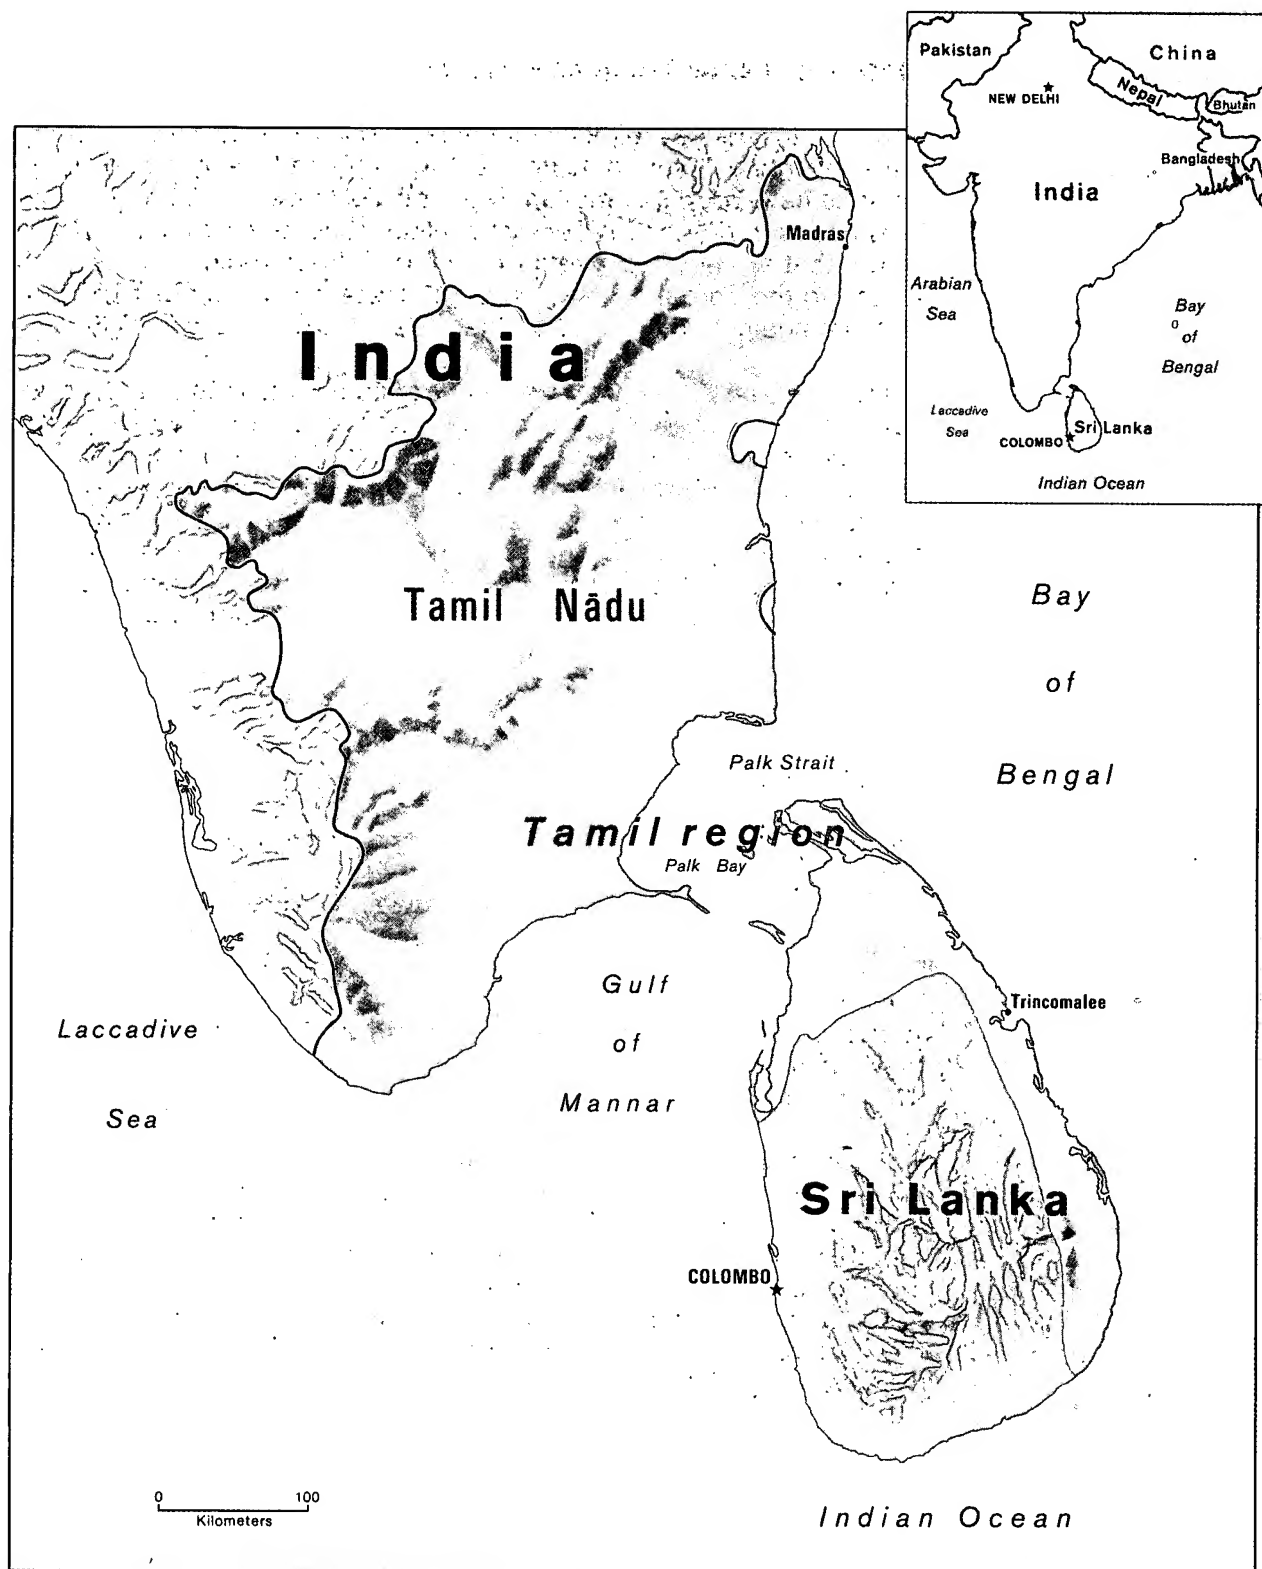 Pakistan
China
Nepal
NEW DELHI
Bhutan
Bangladesh
India
Arabian
Sea
Bay
of
Bengal
Laccadive
Sea
COLOMBO
Sri Lanka
Indian Ocean
Madras
India
Tamil Nādu
Bay
of
Bengal
Palk Strait
Tamil region
Palk Bay
Gulf
of
Mannar
Laccadive
Sea
Trincomalee
Sri Lanka
COLOMBO
0 100
Kilometers
Indian Ocean